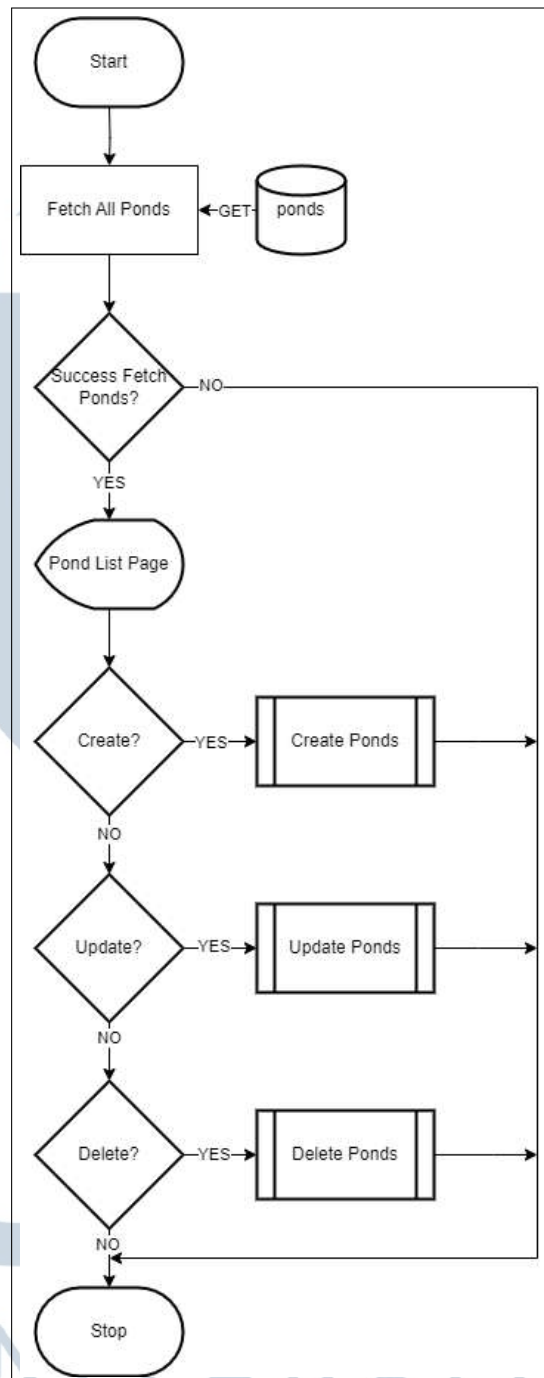 Start
Fetch All Ponds
GET
ponds
Success Fetch
Ponds?
NO
YES
Pond List Page
Create?
YES
Create Ponds
NO
Update?
YES
Update Ponds
NO
Delete?
YES
Delete Ponds
NO
Stop